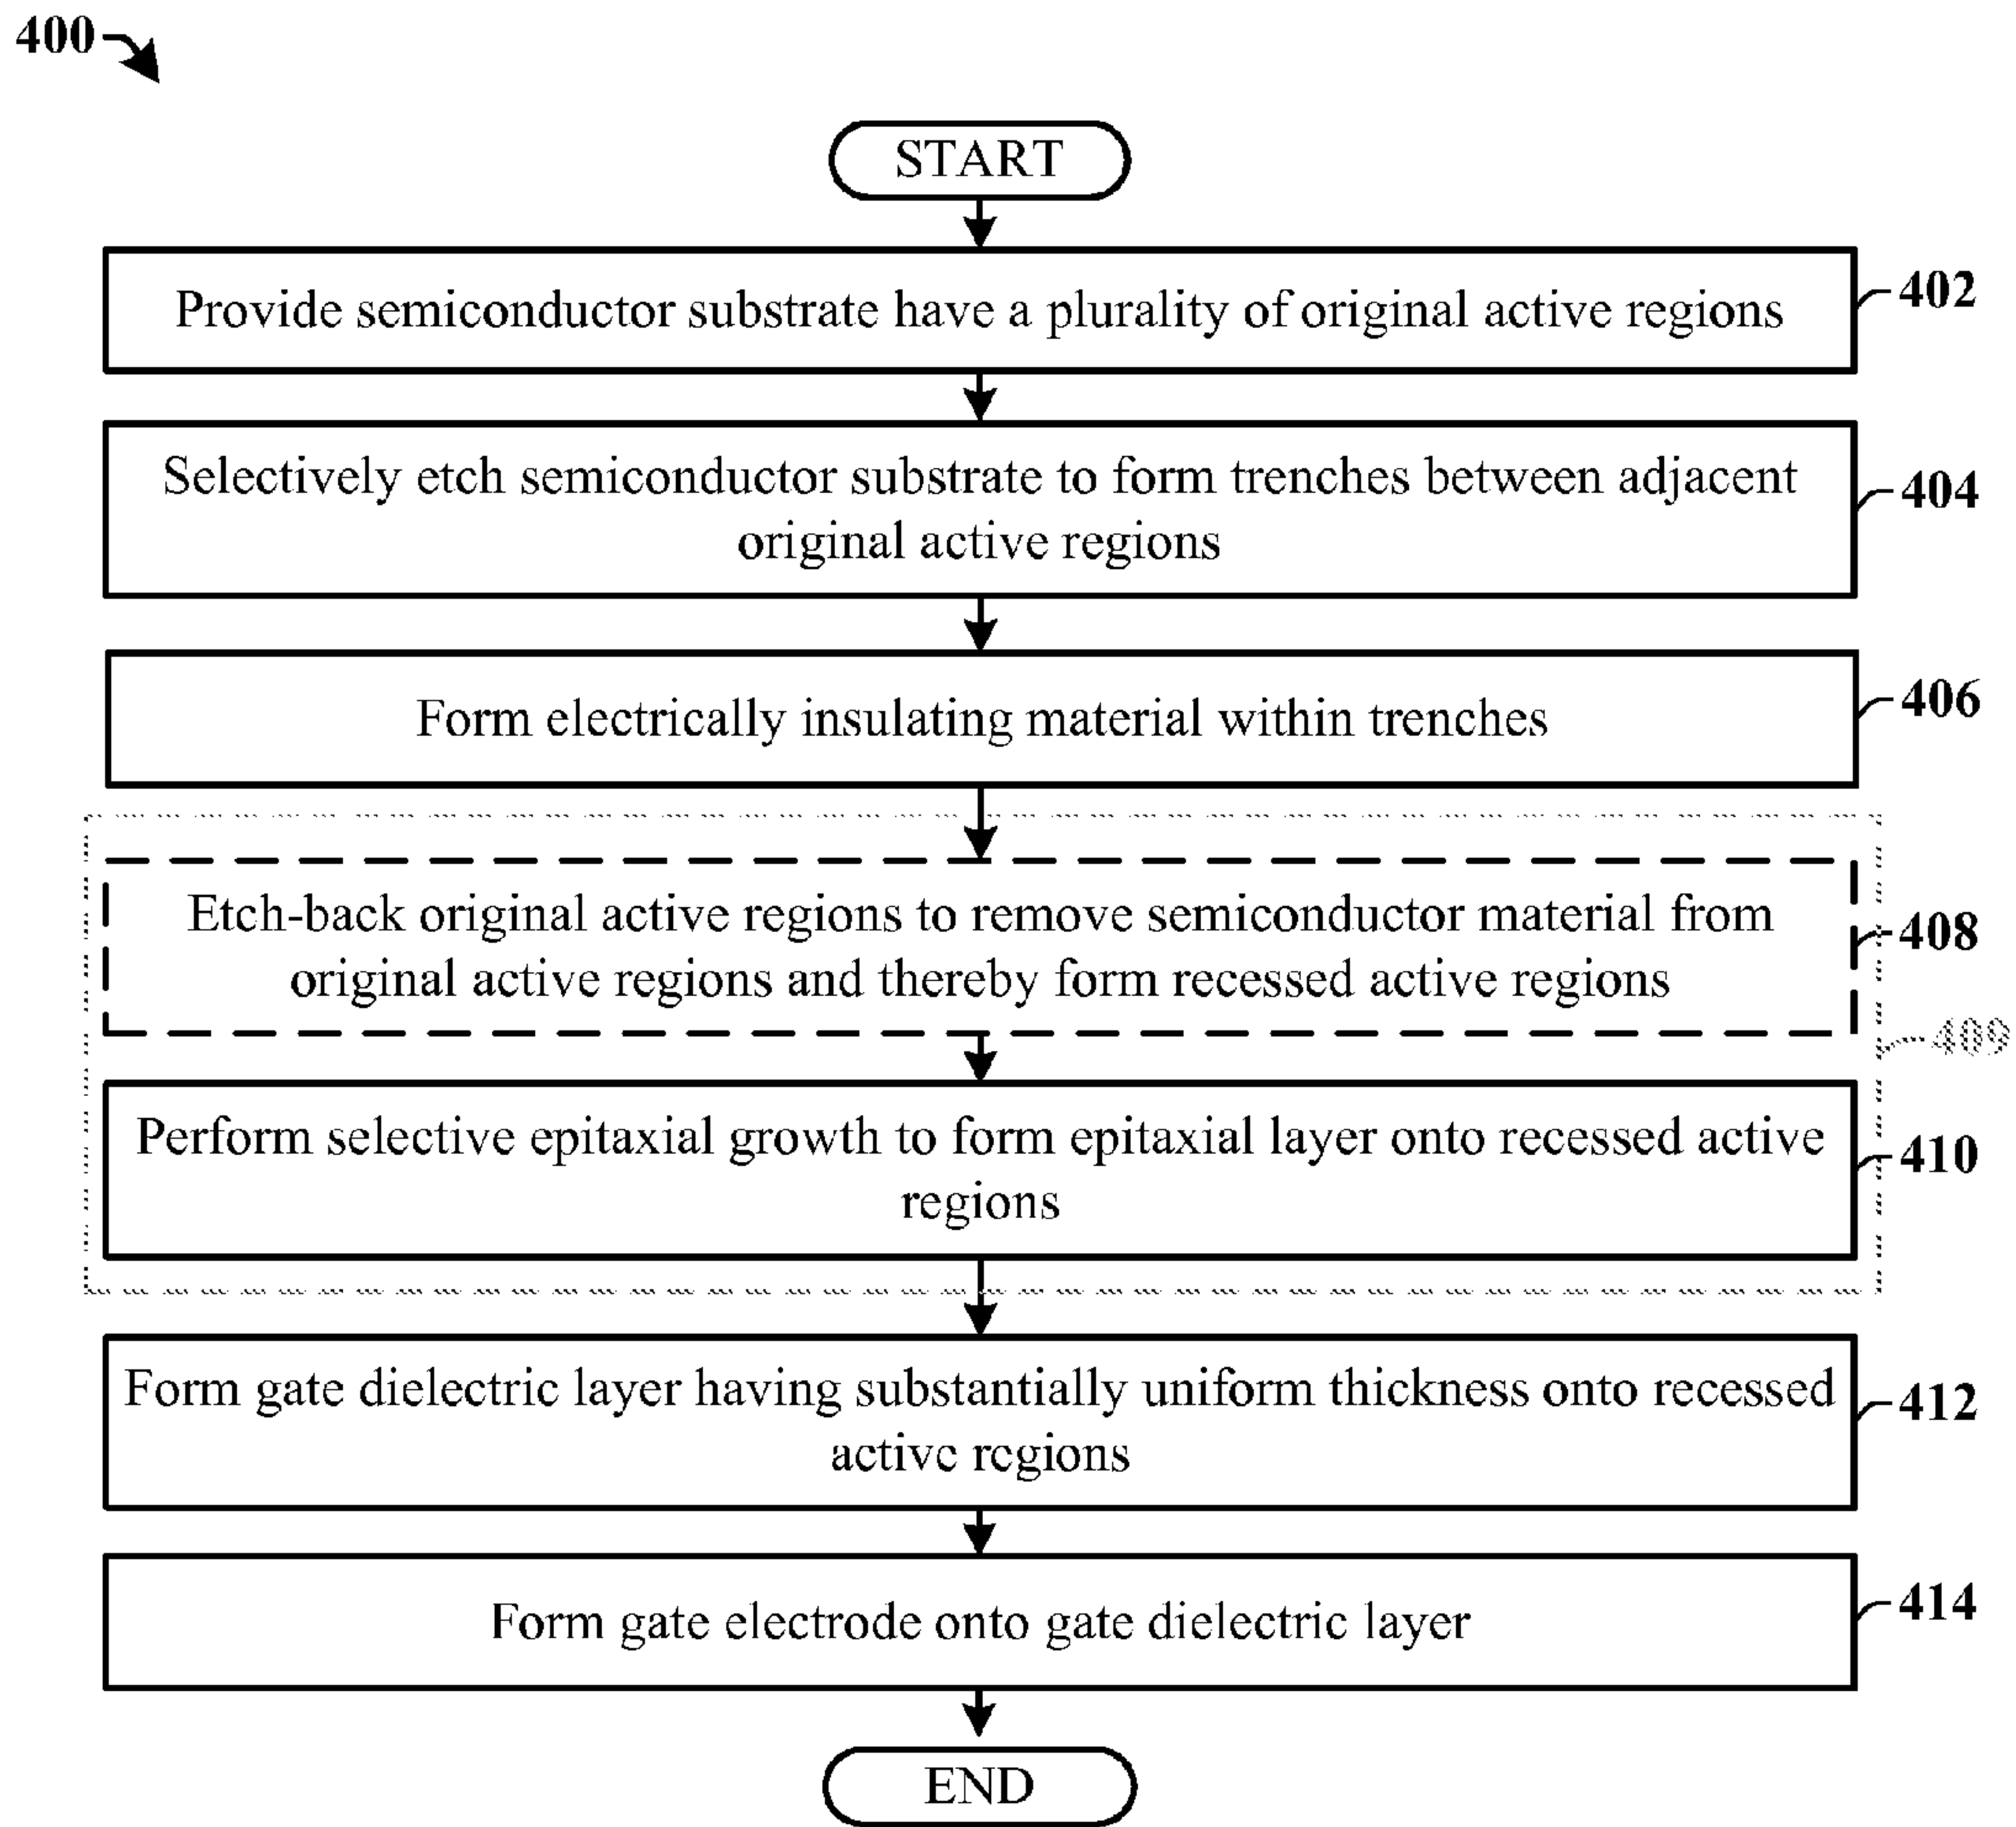 400
START
Provide semiconductor substrate have a plurality of original active regions
402
Selectively etch semiconductor substrate to form trenches between adjacent
original active regions
404
Form electrically insulating material within trenches
406
Etch-back original active regions to remove semiconductor material from
original active regions and thereby form recessed active regions
408
409
Perform selective epitaxial growth to form epitaxial layer onto recessed active
regions
410
Form gate dielectric layer having substantially uniform thickness onto recessed
active regions
412
Form gate electrode onto gate dielectric layer
414
END